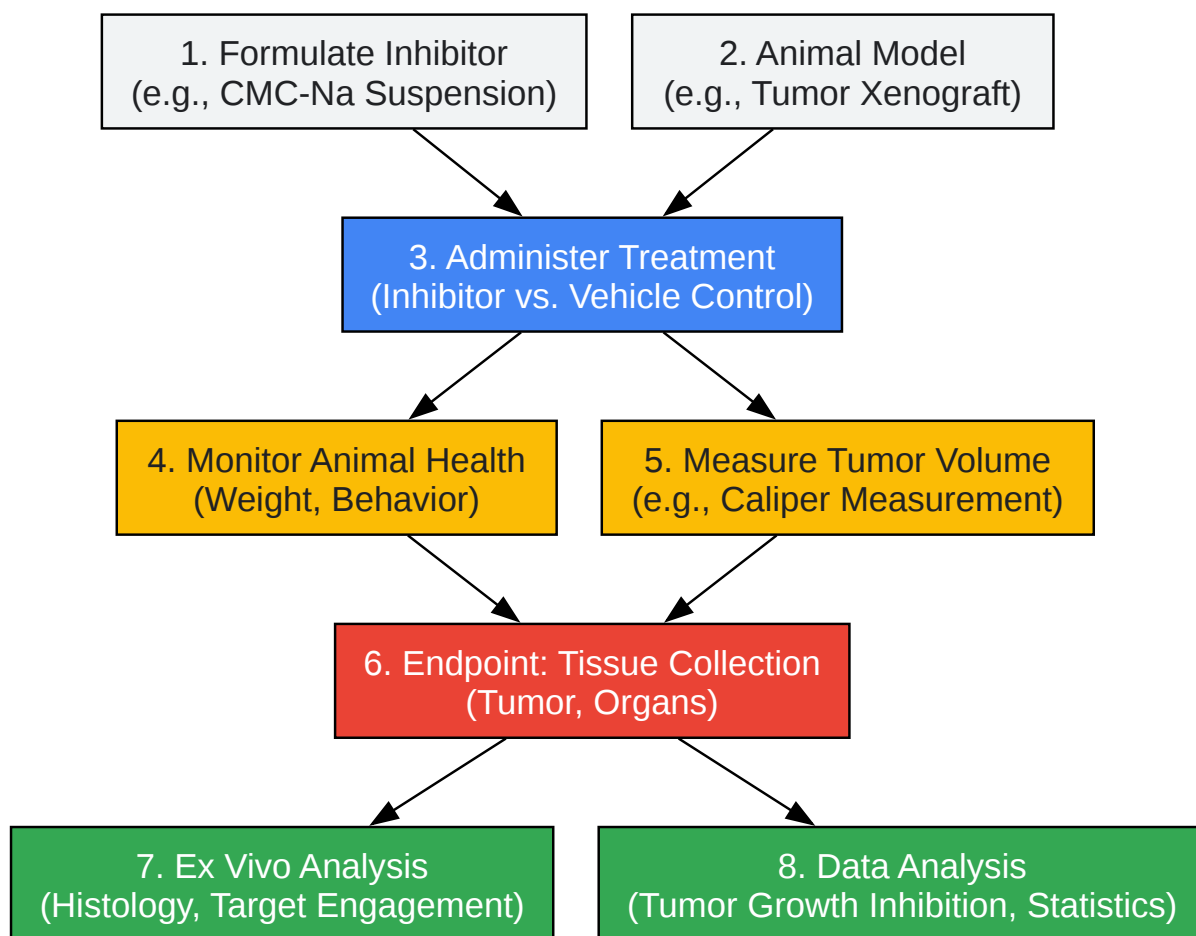 1. Formulate Inhibitor
(e.g., CMC-Na Suspension)
2. Animal Model
(e.g., Tumor Xenograft)
3. Administer Treatment
(Inhibitor vs. Vehicle Control)
4. Monitor Animal Health
(Weight, Behavior)
5. Measure Tumor Volume
(e.g., Caliper Measurement)
6. Endpoint: Tissue Collection
(Tumor, Organs)
7. Ex Vivo Analysis
(Histology, Target Engagement)
8. Data Analysis
(Tumor Growth Inhibition, Statistics)